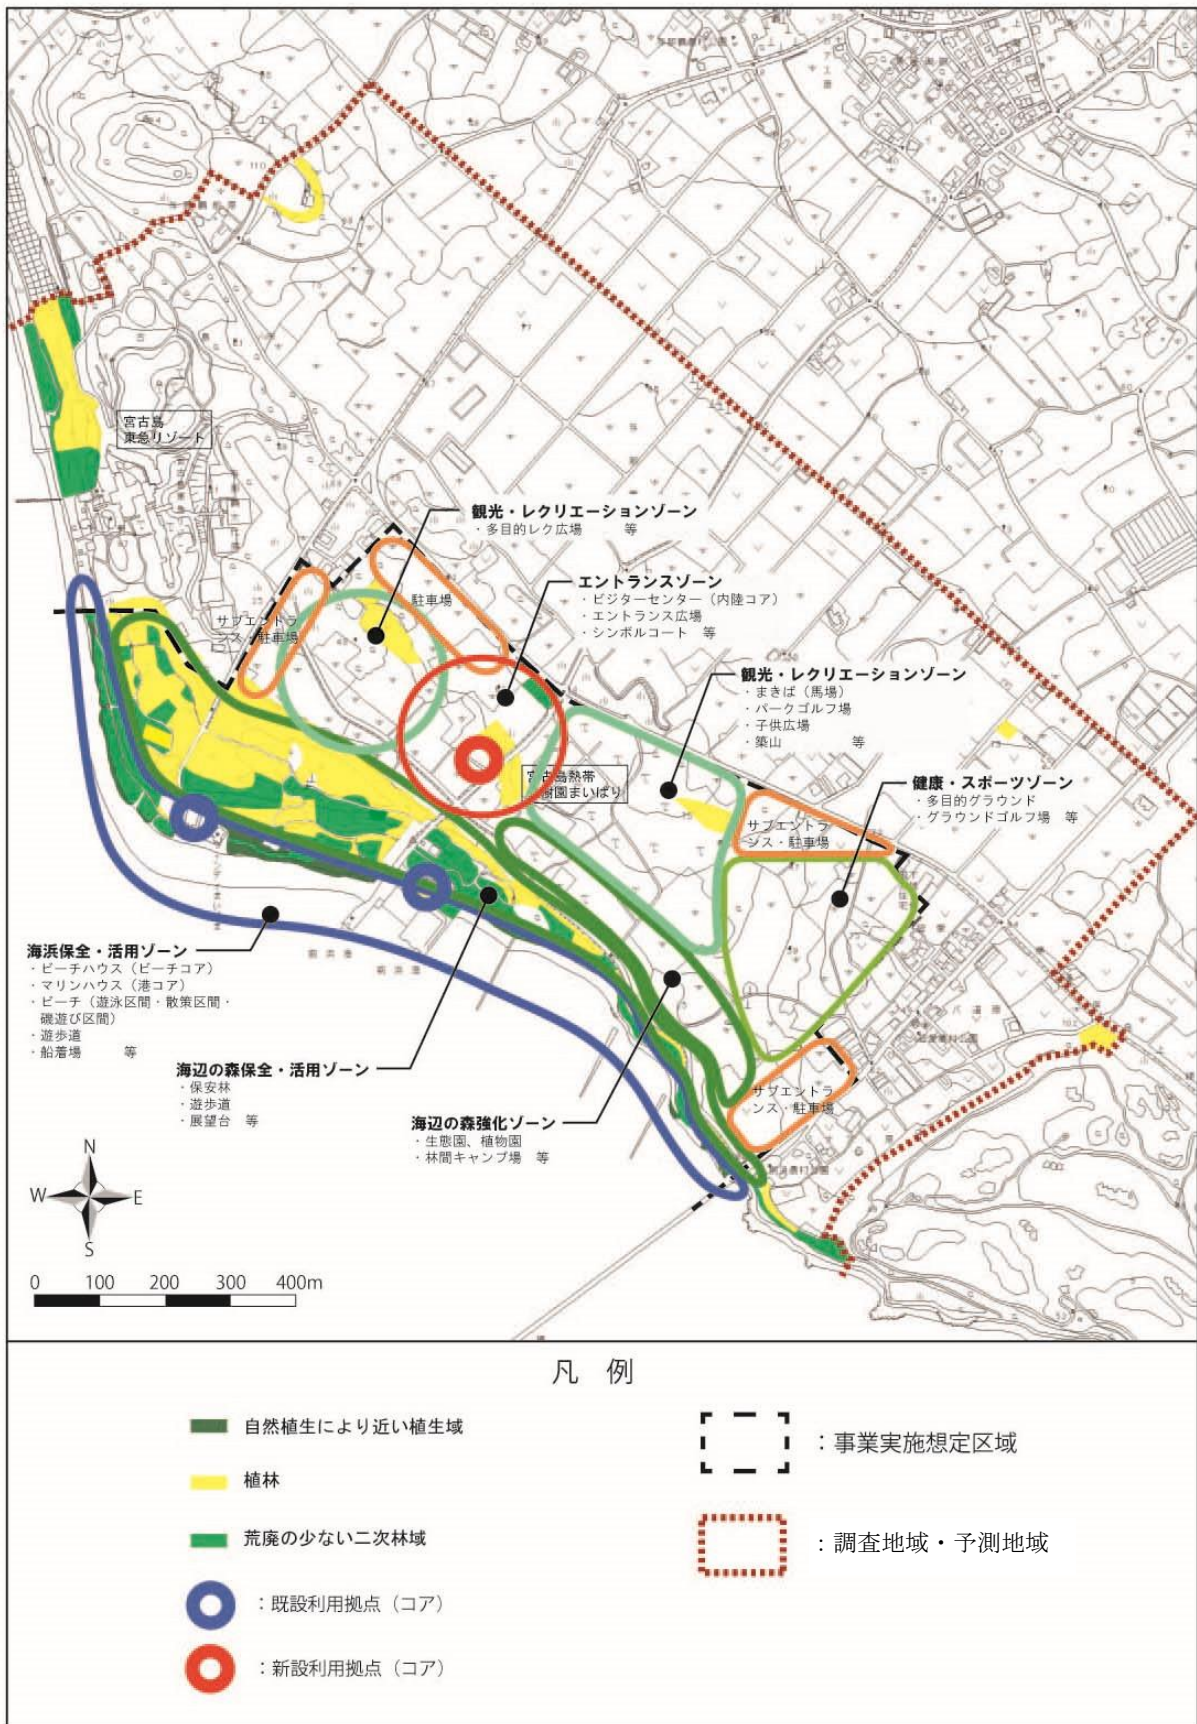 宮古島
東急リゾート
観光・レクリエーションゾーン
・多目的レク広場　等
駐車場
サブエントラ
ンス・駐車場
エントランスゾーン
・ビジターセンター（内陸コア）
・エントランス広場
・シンボルコート　等
観光・レクリエーションゾーン
・まきば（馬場）
・パークゴルフ場
・子供広場
・築山　等
宮古島熱帯
樹園まいぱり
サブエントラ
ンス・駐車場
健康・スポーツゾーン
・多目的グラウンド
・グラウンドゴルフ場　等
海浜保全・活用ゾーン
・ビーチハウス（ビーチコア）
・マリンハウス（港コア）
・ビーチ（遊泳区間・散策区間・
磯遊び区間）
・遊歩道
・船着場　等
海辺の森保全・活用ゾーン
・保安林
・遊歩道
・展望台　等
海辺の森強化ゾーン
・生態園、植物園
・林間キャンプ場　等
サブエントラ
ンス・駐車場
N
W
E
S
0　100　200　300　400m
凡　例
自然植生により近い植生域
植林
荒廃の少ない二次林域
：既設利用拠点（コア）
：新設利用拠点（コア）
：事業実施想定区域
：調査地域・予測地域